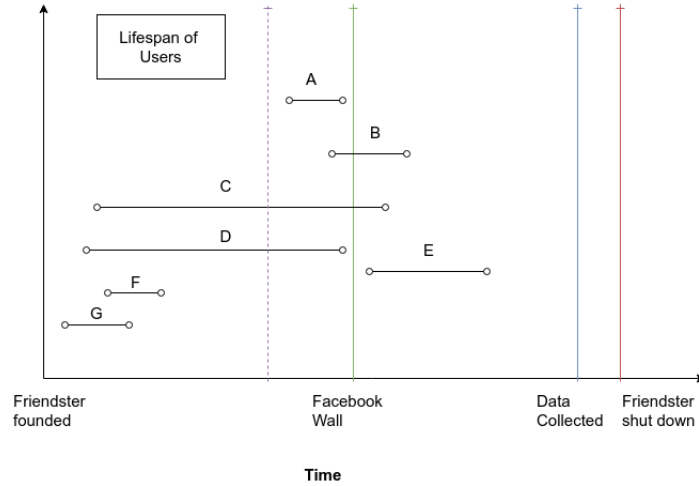 Lifespan of
Users
A
B
C
D
E
F
G
Friendster
founded
Facebook
Wall
Data
Collected
Friendster
shut down
Time